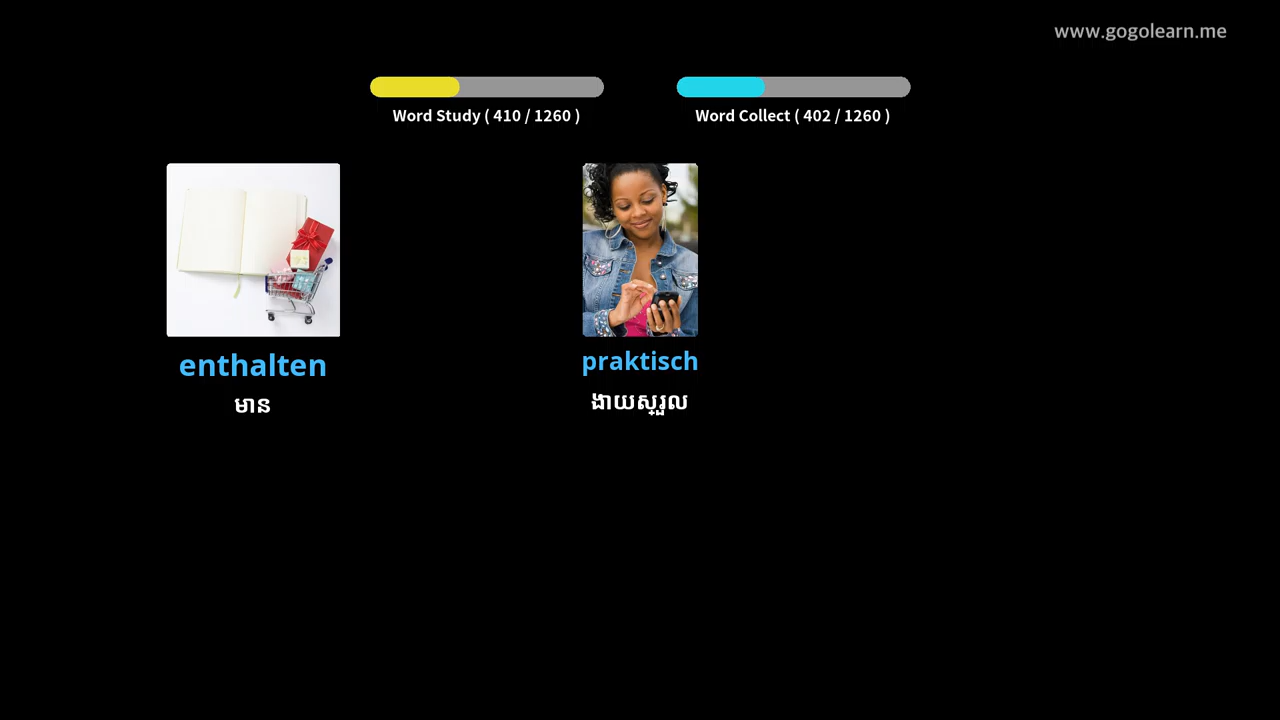 www.gogolearn.me
Word Study ( 410 / 1260 )
Word Collect ( 402 / 1260 )
enthalten
មាន
praktisch
ងាយស្រួល